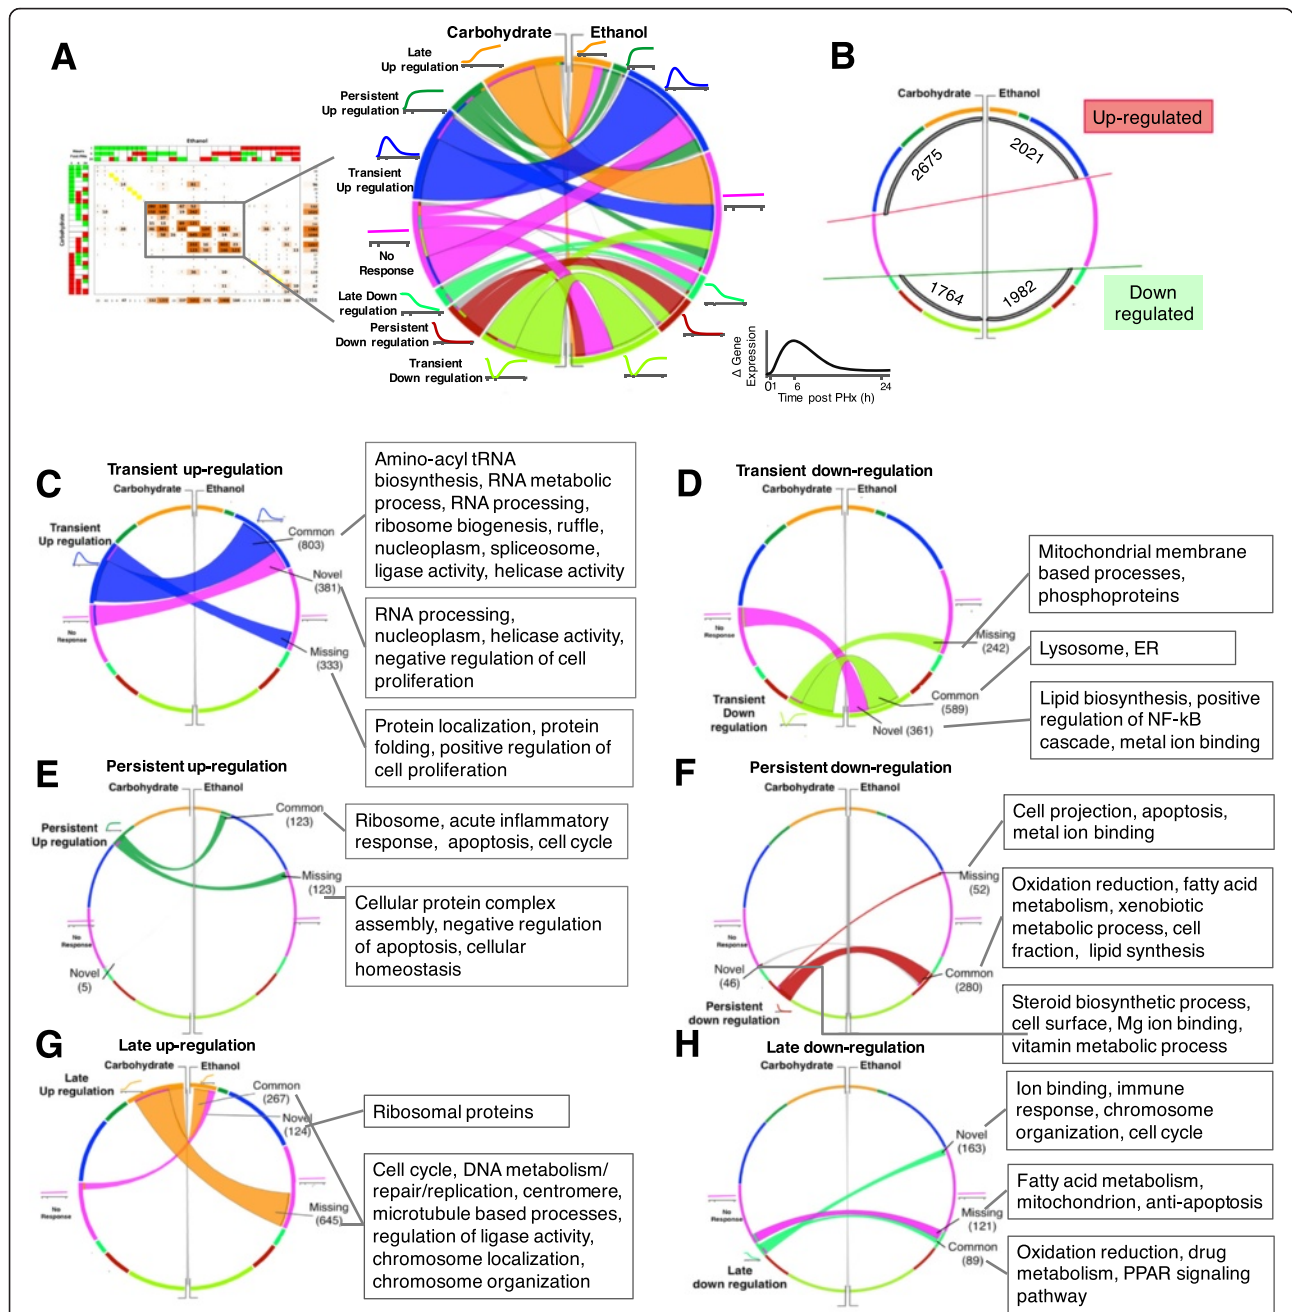 A
Carbohydrate
Ethanol
Late
Up regulation
Persistent
Up regulation
Transient
Up regulation
No
Response
Late Down
regulation
Persistent
Down regulation
Transient
Down regulation
Ethanol
Carbohydrate
Δ Gene
Expression
0 1 6 24
Time post PHx (h)
B
Carbohydrate
Ethanol
Up-regulated
2675
2021
1764
1982
Down
regulated
C
Transient up-regulation
Carbohydrate
Ethanol
Transient
Up regulation
No
Response
Common
(803)
Novel
(381)
Missing
(333)
Amino-acyl tRNA
biosynthesis, RNA metabolic
process, RNA processing,
ribosome biogenesis, ruffle,
nucleoplasm, spliceosome,
ligase activity, helicase activity
RNA processing,
nucleoplasm, helicase activity,
negative regulation of cell
proliferation
Protein localization, protein
folding, positive regulation of
cell proliferation
D
Transient down-regulation
Carbohydrate
Ethanol
No
Response
Transient
Down
regulation
Missing
(242)
Common
(589)
Novel (361)
Mitochondrial membrane
based processes,
phosphoproteins
Lysosome, ER
Lipid biosynthesis, positive
regulation of NF-kB
cascade, metal ion binding
E
Persistent up-regulation
Carbohydrate
Ethanol
Persistent
Up regulation
No
Response
Novel
(5)
Common
(123)
Missing
(123)
Ribosome, acute inflammatory
response, apoptosis, cell cycle
Cellular protein complex
assembly, negative regulation
of apoptosis, cellular
homeostasis
F
Persistent down-regulation
Carbohydrate
Ethanol
No
Response
Novel
(46)
Persistent
down regulation
Missing
(52)
Common
(280)
Cell projection, apoptosis,
metal ion binding
Oxidation reduction, fatty acid
metabolism, xenobiotic
metabolic process, cell
fraction, lipid synthesis
Steroid biosynthetic process,
cell surface, Mg ion binding,
vitamin metabolic process
G
Late up-regulation
Carbohydrate
Ethanol
Late
Up regulation
No
Response
Common
(267)
Novel
(124)
Missing
(645)
Ribosomal proteins
Cell cycle, DNA metabolism/
repair/replication, centromere,
microtubule based processes,
regulation of ligase activity,
chromosome localization,
chromosome organization
H
Late down-regulation
Carbohydrate
Ethanol
No
Response
Late
down regulation
Novel
(163)
Missing
(121)
Common
(89)
Ion binding, immune
response, chromosome
organization, cell cycle
Fatty acid metabolism,
mitochondrion, anti-apoptosis
Oxidation reduction, drug
metabolism, PPAR signaling
pathway